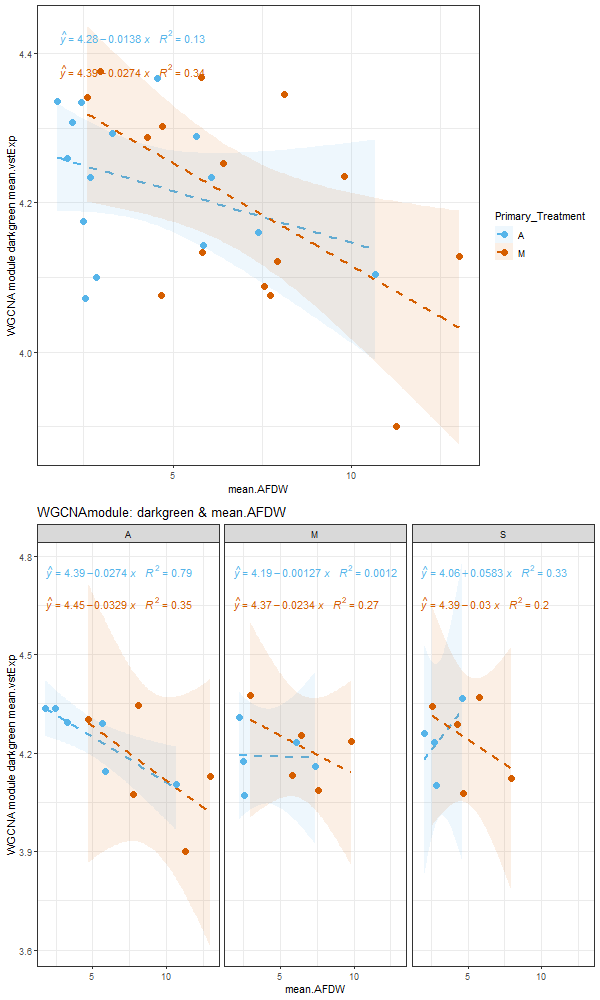 ŷ = 4.28 − 0.0138 x   R² = 0.13
ŷ = 4.39 − 0.0274 x   R² = 0.34
4.4
4.2
4.0
WGCNA module darkgreen mean.vstExp
5   10
mean.AFDW
Primary_Treatment
A
M
WGCNAmodule: darkgreen & mean.AFDW
A   M   S
ŷ = 4.39 − 0.0274 x   R² = 0.79   ŷ = 4.19 − 0.00127 x   R² = 0.0012   ŷ = 4.06 + 0.0583 x   R² = 0.33
ŷ = 4.45 − 0.0329 x   R² = 0.35   ŷ = 4.37 − 0.0234 x   R² = 0.27   ŷ = 4.39 − 0.03 x   R² = 0.2
4.8
4.5
4.2
3.9
3.6
WGCNA module darkgreen mean.vstExp
5   10   5   10   5   10
mean.AFDW